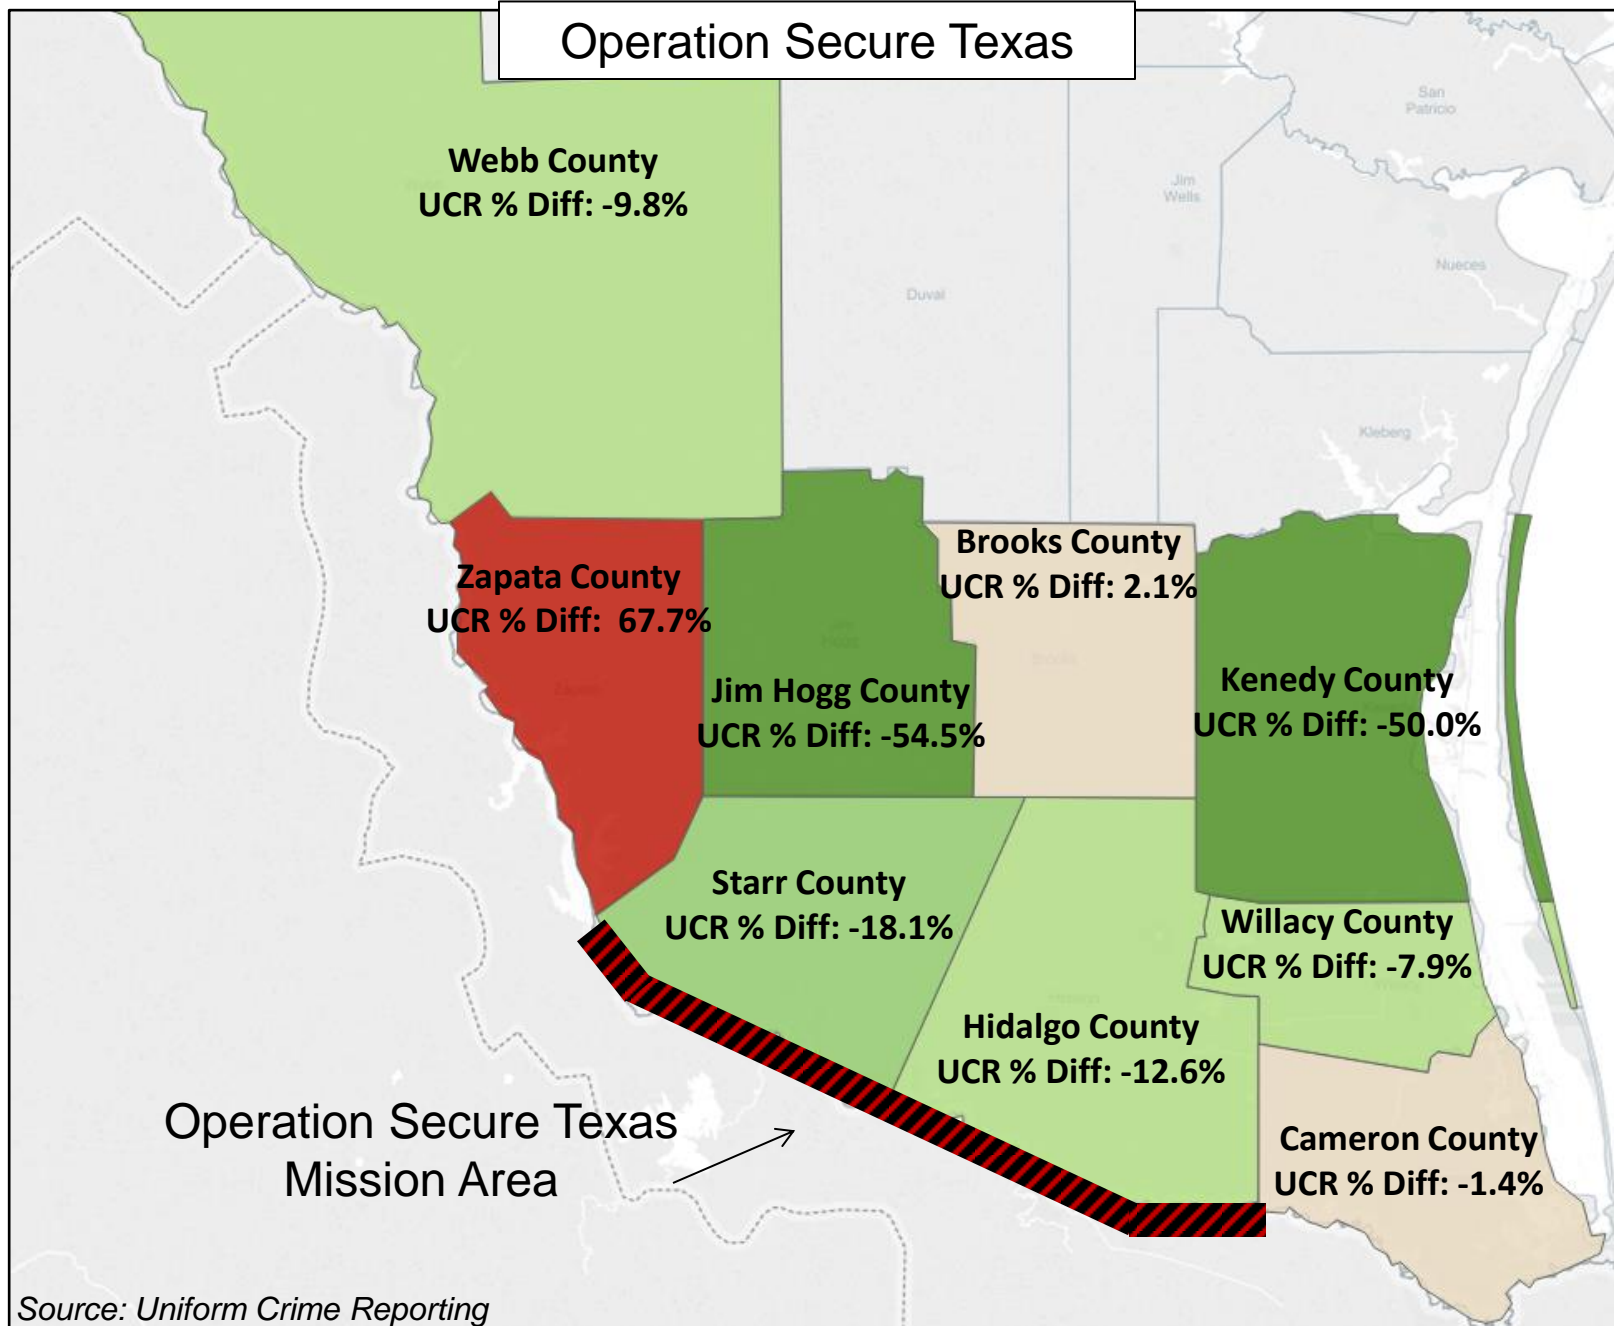 Operation Secure Texas
San
Patricio
Webb County
UCR % Diff: -9.8%
Jim
Wells
Nueces
Duval
Kleberg
Zapata County
UCR % Diff:  67.7%
Brooks County
UCR % Diff: 2.1%
Hogg
Brooks
Zapata
Jim Hogg County
UCR % Diff: -54.5%
Kenedy County
UCR % Diff: -50.0%
Starr County
UCR % Diff: -18.1%
Willacy County
UCR % Diff: -7.9%
Hidalgo County
UCR % Diff: -12.6%
Operation Secure Texas
Mission Area
Cameron County
UCR % Diff: -1.4%
Source: Uniform Crime Reporting